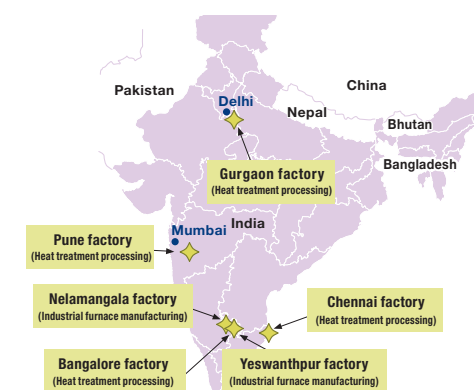 China
Pakistan
Delhi
Nepal
Bhutan
Bangladesh
Gurgaon factory
(Heat treatment processing)
India
Mumbai
Pune factory
(Heat treatment processing)
Nelamangala factory
(Industrial furnace manufacturing)
Chennai factory
(Heat treatment processing)
Bangalore factory
(Heat treatment processing)
Yeswanthpur factory
(Industrial furnace manufacturing)